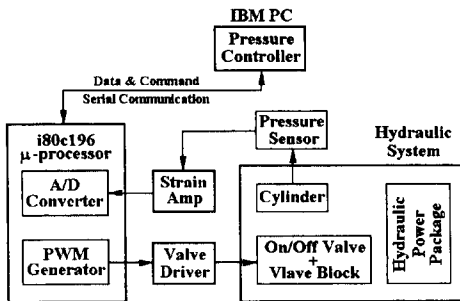 IBM PC
Pressure
Controller
Data & Command
Serial Communication
i80c196
μ-processor
A/D
Converter
PWM
Generator
Strain
Amp
Valve
Driver
Pressure
Sensor
Hydraulic
System
Cylinder
On/Off Valve
+
Vlave Block
Hydraulic
Power
Package